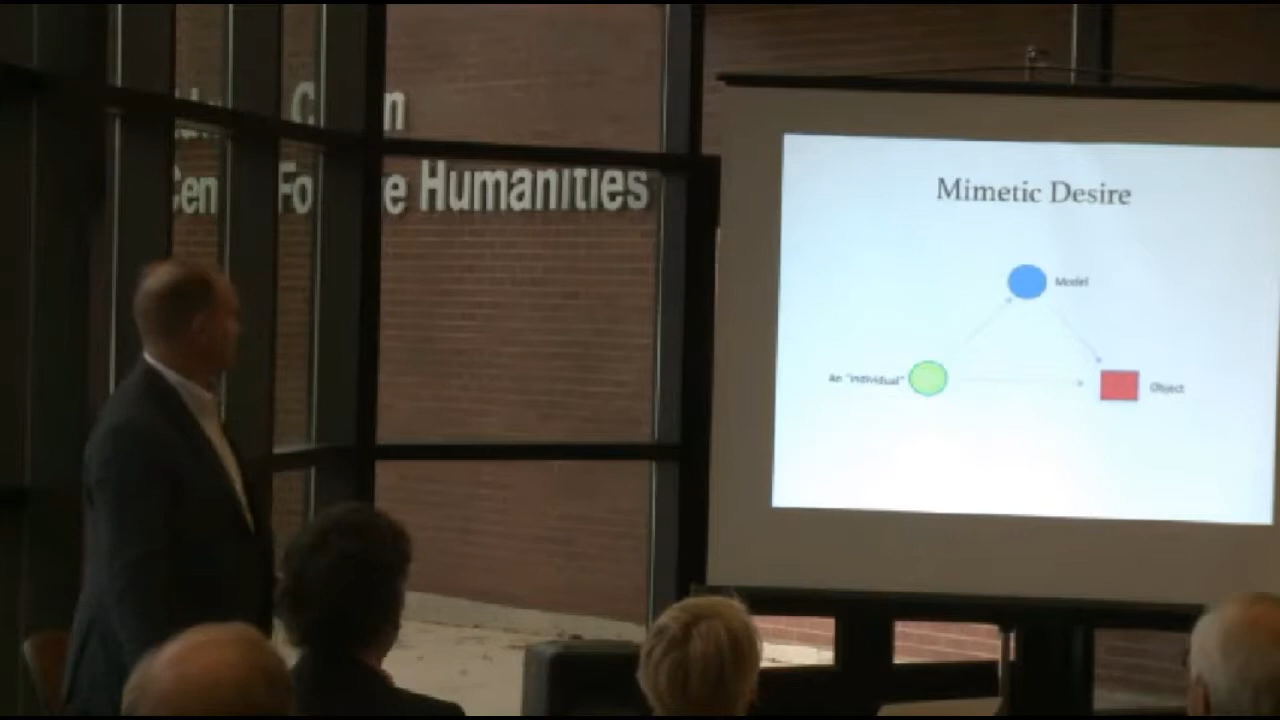 Humanities
Mimetic Desire
Model
An "Individual"
Object